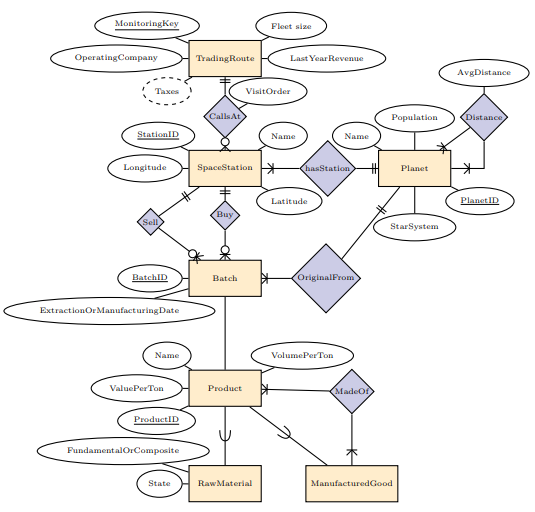 MonitoringKey
Fleet size
OperatingCompany
TradingRoute
LastYearRevenue
AvgDistance
Taxes
VisitOrder
CallsAt
Population
Distance
StationID
Name
Name
Longitude
SpaceStation
hasStation
Planet
Latitude
PlanetID
Sell
Buy
StarSystem
BatchID
Batch
OriginalFrom
ExtractionOrManufacturingDate
Name
VolumePerTon
ValuePerTon
Product
MadeOf
ProductID
FundamentalOrComposite
State
RawMaterial
ManufacturedGood